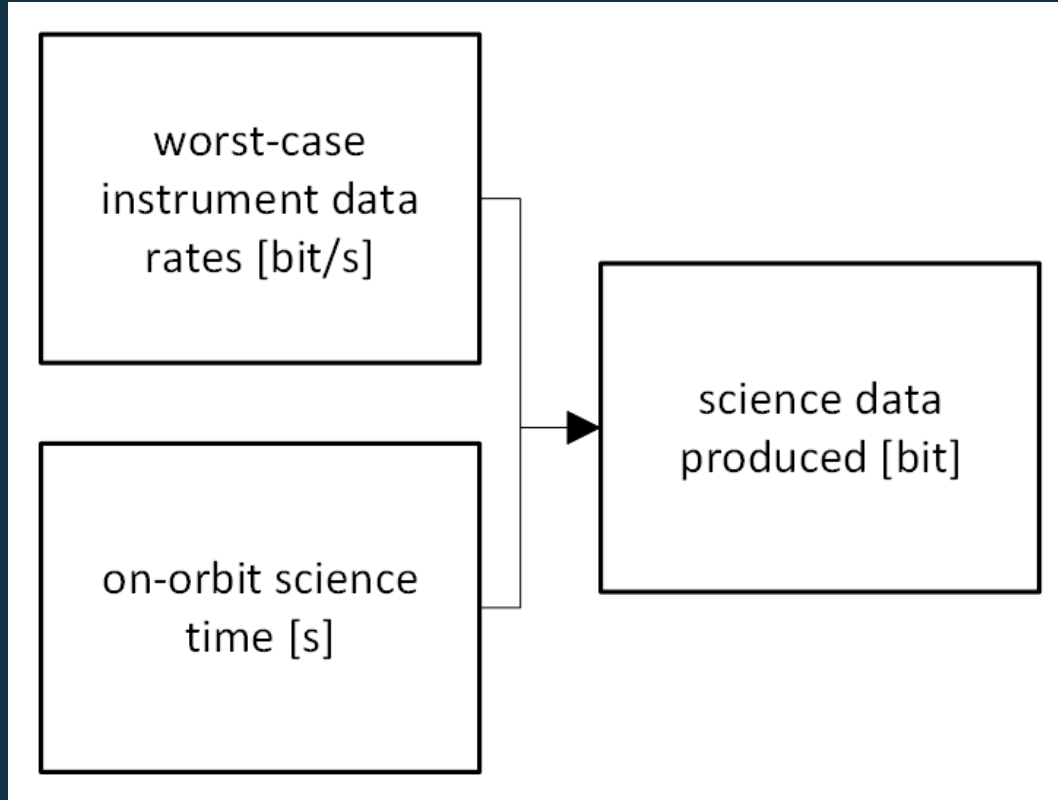 worst-case
instrument data
rates [bit/s]
on-orbit science
time [s]
science data
produced [bit]